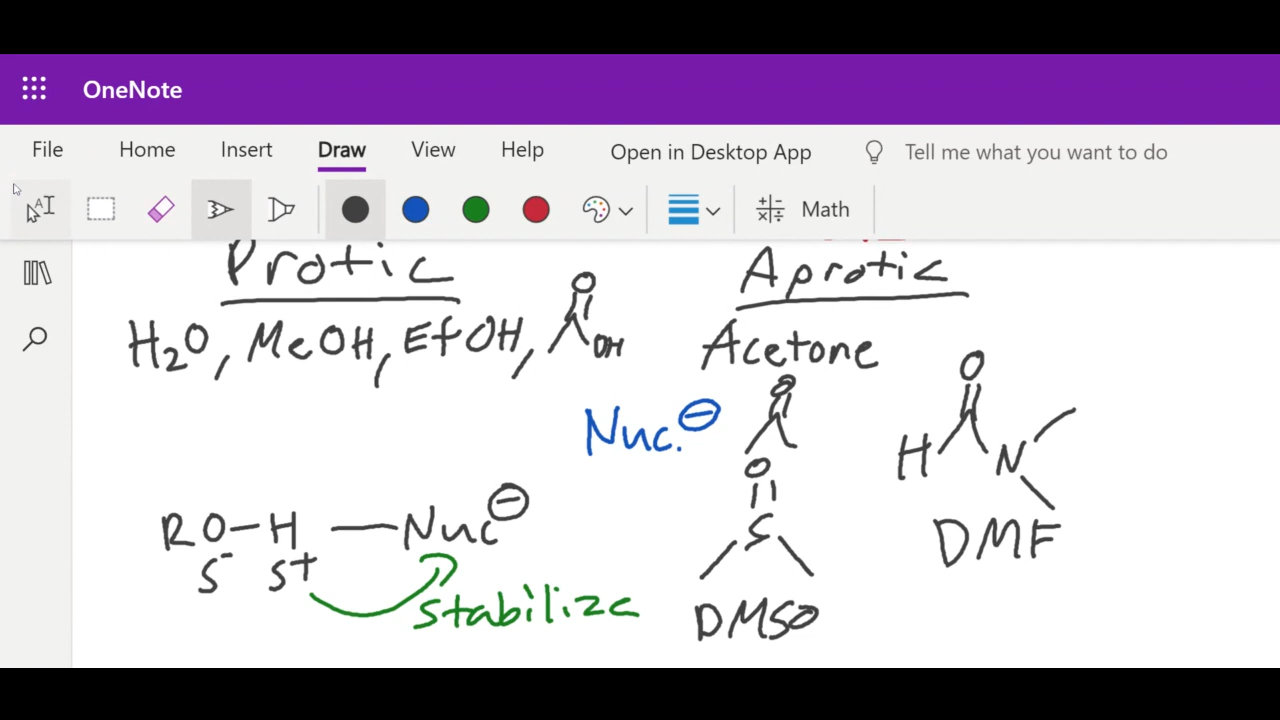 OneNote
File Home Insert Draw View Help Open in Desktop App Tell me what you want to do
A Math
Protic
H₂O, MeOH, EtOH, O OH
Aprotic
Acetone
O
Nuc. ⊖
O
H N
DMF
O
S
DMSO
RO-H — Nuc ⊖
δ⁻ δ⁺
stabilize